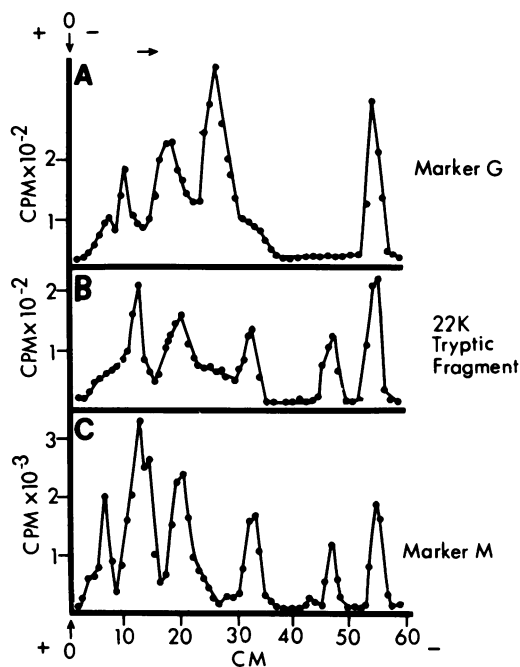 0
+ −
A
CPM×10-2
2
1
Marker G
B
CPM×10-2
2
1
22K
Tryptic
Fragment
C
CPM ×10-3
3
2
1
Marker M
+ 0 10 20 30 40 50 60 −
CM